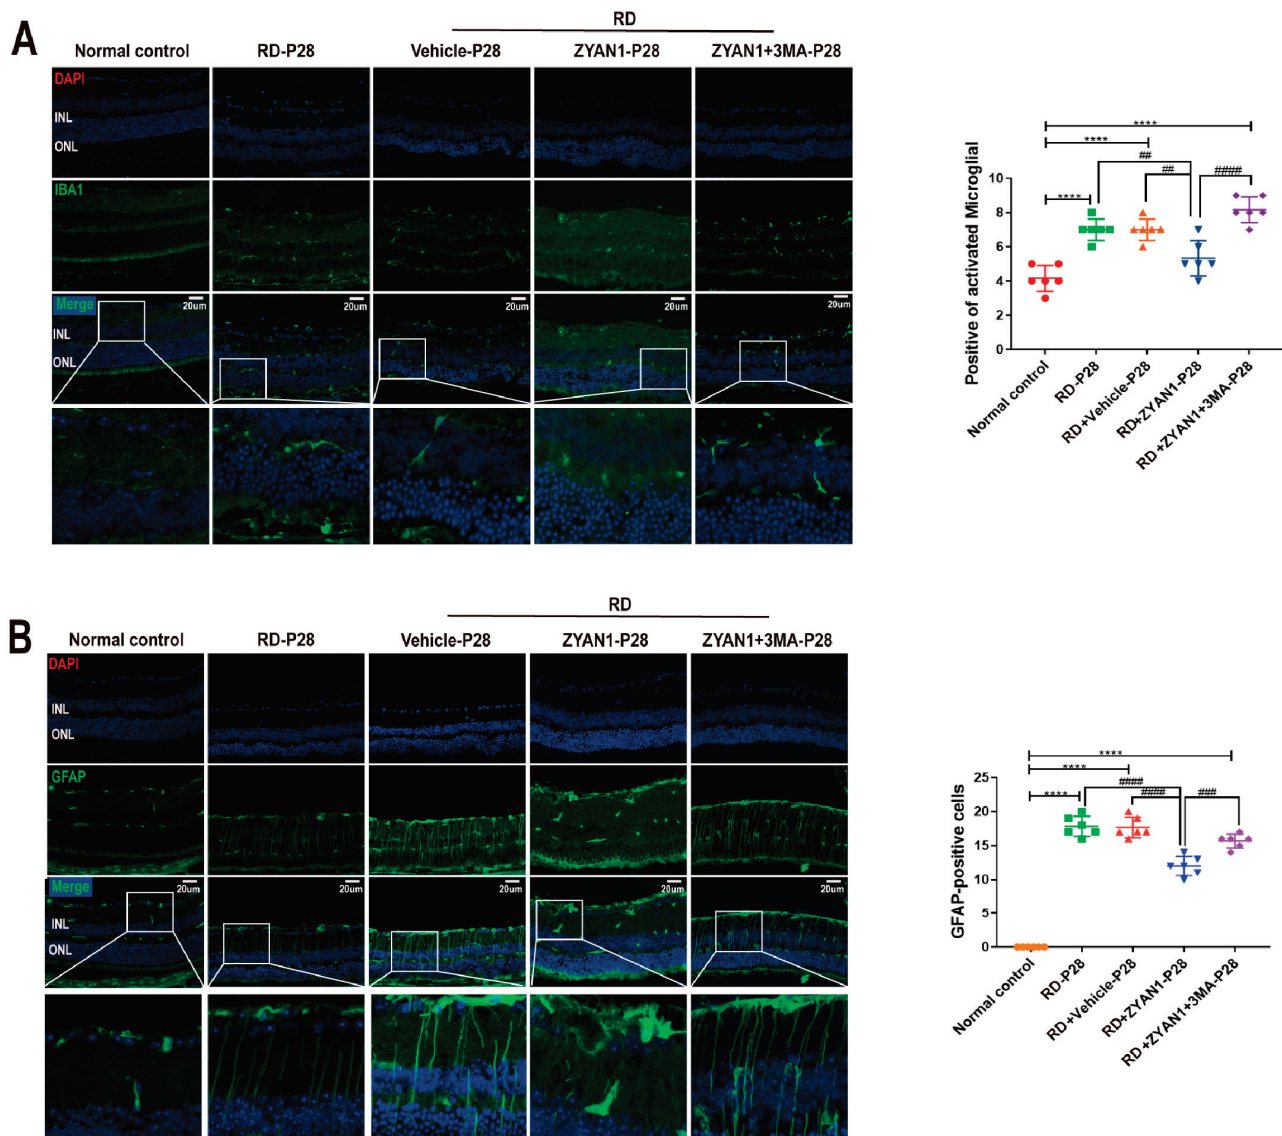 A
RD
Normal control RD-P28 Vehicle-P28 ZYAN1-P28 ZYAN1+3MA-P28
DAPI
INL
ONL
IBA1
Merge 20um 20um 20um 20um 20um
INL
ONL
****
****
##
##
####
****
Positive of activated Microglial
10
8
6
4
2
0
Normal control
RD-P28
RD+Vehicle-P28
RD+ZYAN1-P28
RD+ZYAN1+3MA-P28
B
RD
Normal control RD-P28 Vehicle-P28 ZYAN1-P28 ZYAN1+3MA-P28
DAPI
INL
ONL
GFAP
Merge 20um 20um 20um 20um 20um
INL
ONL
****
****
####
****
####
###
GFAP-positive cells
25
20
15
10
5
0
Normal control
RD-P28
RD+Vehicle-P28
RD+ZYAN1-P28
RD+ZYAN1+3MA-P28